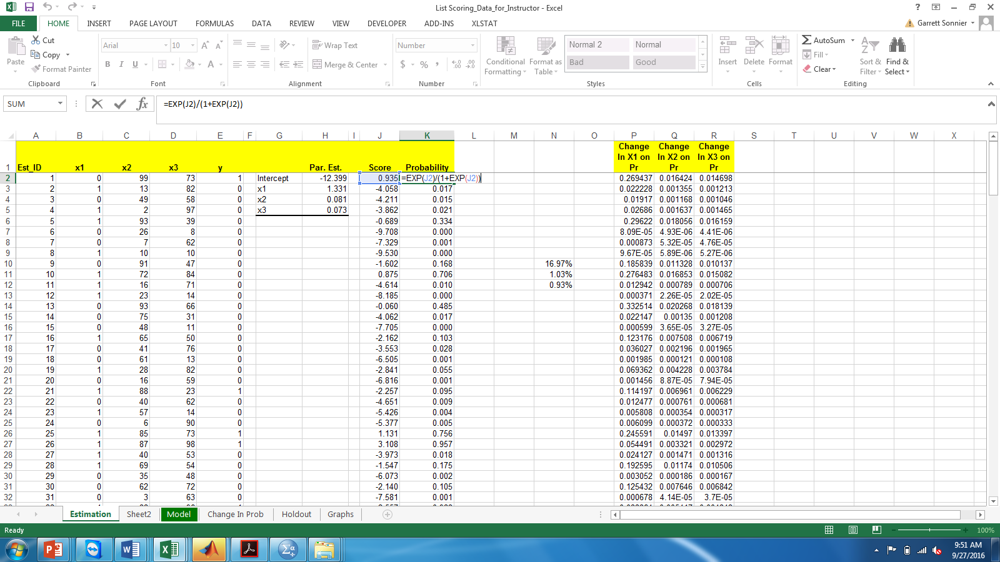 List Scoring_Data_for_Instructor - Excel
FILE HOME INSERT PAGE LAYOUT FORMULAS DATA REVIEW VIEW DEVELOPER ADD-INS XLSTAT Garrett Sonnier
Paste Cut Copy Format Painter
Arial 10 B I U A A A
Wrap Text Merge & Center
Number $ % ,
Conditional Formatting Format as Table
Normal 2 Normal Bad Good
Insert Delete Format
AutoSum Fill Clear Sort & Filter Find & Select
Clipboard Font Alignment Number Styles Cells Editing
SUM fx =EXP(J2)/(1+EXP(J2))
A B C D E F G H I J K L M N O P Q R S T U V W X
1 Est_ID x1 x2 x3 y Par. Est. Score Probability Change In X1 on Pr Change In X2 on Pr Change In X3 on Pr
2 1 0 99 73 1 Intercept -12.399 0.935 =EXP(J2)/(1+EXP(J2)) 0.269437 0.016424 0.014698
3 2 1 13 82 0 x1 1.331 -4.058 0.017 0.022228 0.001355 0.001213
4 3 0 49 58 0 x2 0.081 -4.211 0.015 0.01917 0.001168 0.001046
5 4 1 2 97 0 x3 0.073 -3.862 0.021 0.02686 0.001637 0.001465
6 5 1 93 39 0 -0.689 0.334 0.29622 0.018056 0.016159
7 6 0 26 8 0 -9.708 0.000 8.09E-05 4.93E-06 4.41E-06
8 7 0 7 62 0 -7.329 0.001 0.000873 5.32E-05 4.76E-05
9 8 1 10 10 0 -9.530 0.000 9.67E-05 5.89E-06 5.27E-06
10 9 0 91 47 0 -1.602 0.168 16.97% 0.185839 0.011328 0.010137
11 10 1 72 84 0 0.875 0.706 1.03% 0.276483 0.016853 0.015082
12 11 1 16 71 0 -4.614 0.010 0.93% 0.012942 0.000789 0.000706
13 12 1 23 14 0 -8.185 0.000 0.000371 2.26E-05 2.02E-05
14 13 0 93 66 0 -0.060 0.485 0.332514 0.020268 0.018139
15 14 0 75 31 0 -4.062 0.017 0.022147 0.00135 0.001208
16 15 0 48 11 0 -7.705 0.000 0.000599 3.65E-05 3.27E-05
17 16 1 65 50 0 -2.162 0.103 0.123176 0.007508 0.006719
18 17 0 41 76 0 -3.553 0.028 0.036027 0.002196 0.001965
19 18 0 61 13 0 -6.505 0.001 0.001985 0.000121 0.000108
20 19 1 28 82 0 -2.841 0.055 0.069362 0.004228 0.003784
21 20 0 16 59 0 -6.816 0.001 0.001456 8.87E-05 7.94E-05
22 21 1 88 23 1 -2.257 0.095 0.114197 0.006961 0.006229
23 22 0 40 62 0 -4.651 0.009 0.012477 0.000761 0.000681
24 23 1 57 14 0 -5.426 0.004 0.005808 0.000354 0.000317
25 24 0 6 90 0 -5.377 0.005 0.006099 0.000372 0.000333
26 25 1 85 73 1 1.131 0.756 0.245591 0.01497 0.013397
27 26 1 87 98 1 3.108 0.957 0.054491 0.003321 0.002972
28 27 1 40 53 0 -3.973 0.018 0.024127 0.001471 0.001316
29 28 1 69 54 0 -1.547 0.175 0.192595 0.01174 0.010506
30 29 0 35 48 0 -6.073 0.002 0.003052 0.000186 0.000167
31 30 0 62 72 0 -2.140 0.105 0.125432 0.007646 0.006842
32 31 0 3 63 0 -7.581 0.001 0.000678 4.14E-05 3.7E-05
Estimation Sheet2 Model Change In Prob Holdout Graphs
Ready 100%
9:51 AM
9/27/2016